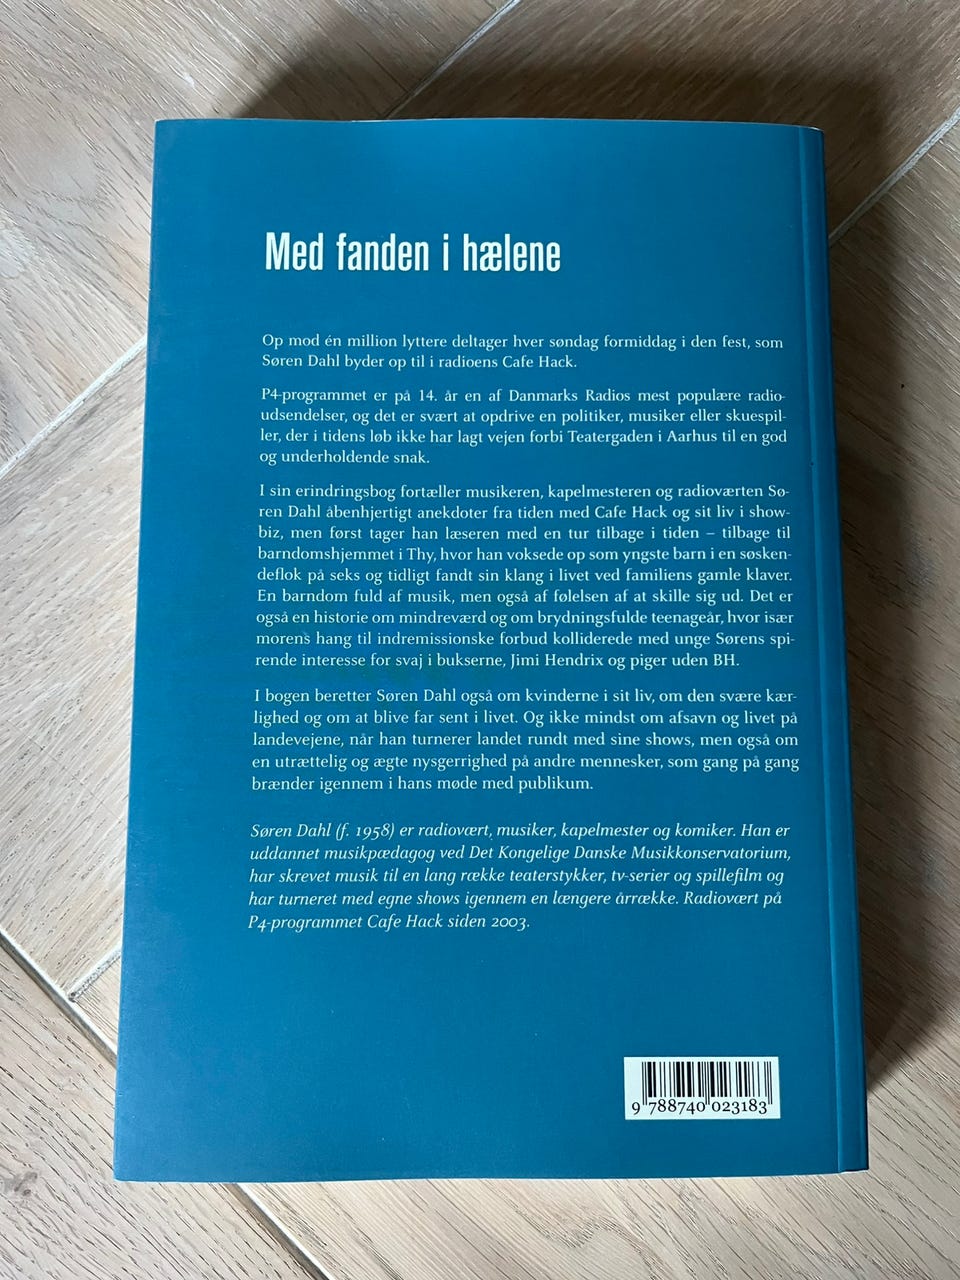 Med fanden i hælene
Op mod én million lyttere deltager hver søndag formiddag i den fest, som
Søren Dahl byder op til i radioens Cafe Hack.
P4-programmet er på 14. år en af Danmarks Radios mest populære radio-
udsendelser, og det er svært at opdrive en politiker, musiker eller skuespil-
ler, der i tidens løb ikke har lagt vejen forbi Teatergaden i Aarhus til en god
og underholdende snak.
I sin erindringsbog fortæller musikeren, kapelmesteren og radioværten Sø-
ren Dahl åbenhjertigt anekdoter fra tiden med Cafe Hack og sit liv i show-
biz, men først tager han læseren med en tur tilbage i tiden – tilbage til
barndomshjemmet i Thy, hvor han voksede op som yngste barn i en søsken-
deflok på seks og tidligt fandt sin klang i livet ved familiens gamle klaver.
En barndom fuld af musik, men også af følelsen af at skille sig ud. Det er
også en historie om mindreværd og om brydningsfulde teenageår, hvor især
morens hang til indremissionske forbud kolliderede med unge Sørens spi-
rende interesse for svaj i bukserne, Jimi Hendrix og piger uden BH.
I bogen beretter Søren Dahl også om kvinderne i sit liv, om den svære kær-
lighed og om at blive far sent i livet. Og ikke mindst om afsavn og livet på
landevejene, når han turnerer landet rundt med sine shows, men også om
en utrættelig og ægte nysgerrighed på andre mennesker, som gang på gang
brænder igennem i hans møde med publikum.
Søren Dahl (f. 1958) er radiovært, musiker, kapelmester og komiker. Han er
uddannet musikpædagog ved Det Kongelige Danske Musikkonservatorium,
har skrevet musik til en lang række teaterstykker, tv-serier og spillefilm og
har turneret med egne shows igennem en længere årrække. Radiovært på
P4-programmet Cafe Hack siden 2003.
9 788740 023183